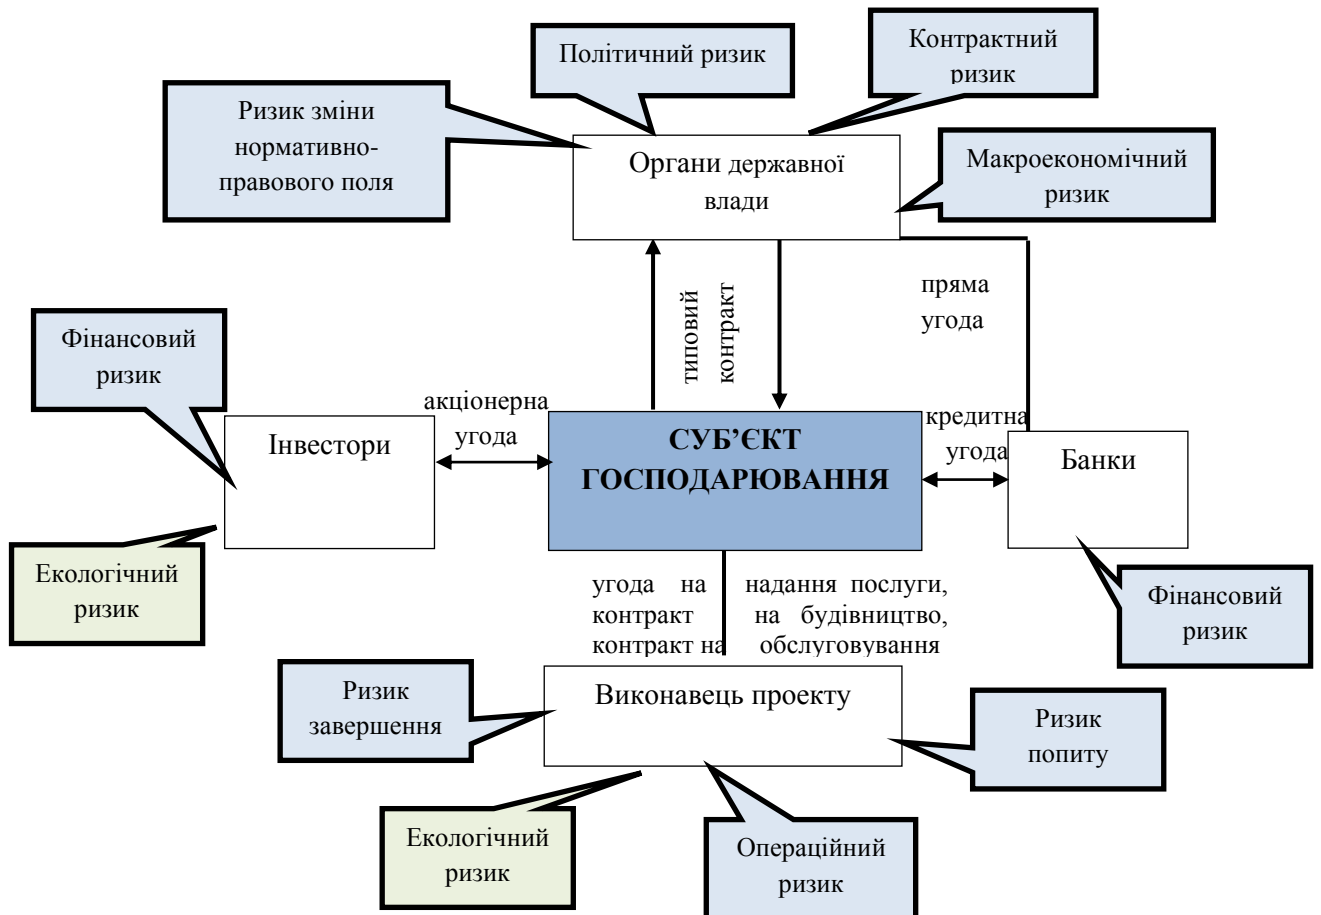 Політичний ризик
Контрактний
ризик
Ризик зміни
нормативно-
правового поля
Органи державної
влади
Макроекономічний
ризик
типовий
контракт
пряма
угода
Фінансовий
ризик
акціонерна
угода
Інвестори
СУБ’ЄКТ
ГОСПОДАРЮВАННЯ
кредитна
угода
Банки
Екологічний
ризик
угода на надання послуги,
контракт на будівництво,
контракт на обслуговування
Фінансовий
ризик
Ризик
завершення
Виконавець проекту
Ризик
попиту
Екологічний
ризик
Операційний
ризик